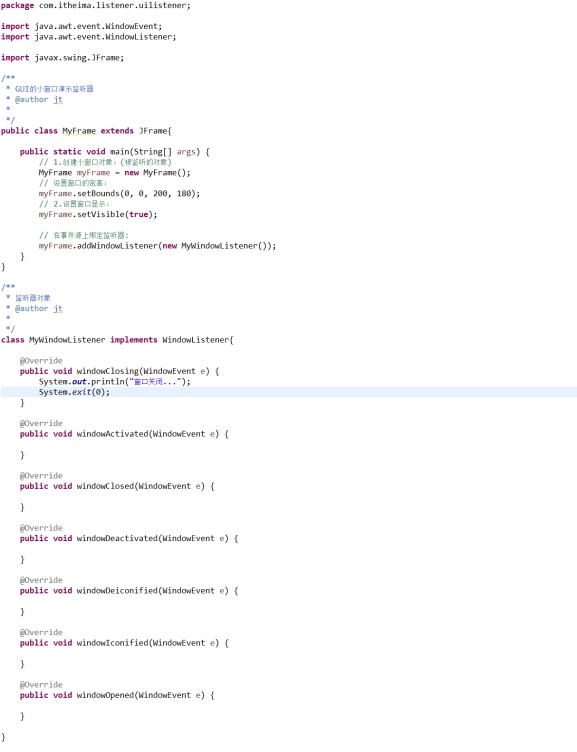 package com.itheima.listener.uilistener;
import java.awt.event.WindowEvent;
import java.awt.event.WindowListener;
import javax.swing.JFrame;
/**
* GUI的小窗口演示监听器
* @author jt
*
*/
public class MyFrame extends JFrame{
public static void main(String[] args) {
// 1.创建小窗口对象：(被监听的对象)
MyFrame myFrame = new MyFrame();
// 设置窗口的宽高：
myFrame.setBounds(0, 0, 200, 180);
// 2.设置窗口显示：
myFrame.setVisible(true);
// 在事件源上绑定监听器:
myFrame.addWindowListener(new MyWindowListener());
}
}
/**
* 监听器对象
* @author jt
*
*/
class MyWindowListener implements WindowListener{
@Override
public void windowClosing(WindowEvent e) {
System.out.println("窗口关闭...");
System.exit(0);
}
@Override
public void windowActivated(WindowEvent e) {
}
@Override
public void windowClosed(WindowEvent e) {
}
@Override
public void windowDeactivated(WindowEvent e) {
}
@Override
public void windowDeiconified(WindowEvent e) {
}
@Override
public void windowIconified(WindowEvent e) {
}
@Override
public void windowOpened(WindowEvent e) {
}
}